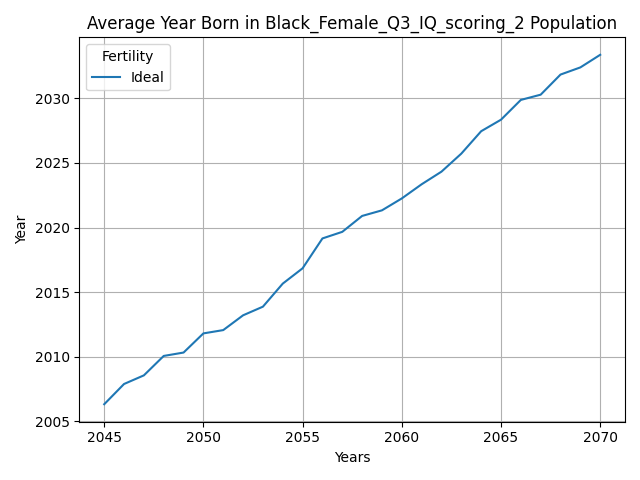 Average Year Born in Black_Female_Q3_IQ_scoring_2 Population
Fertility
Ideal
Year
2030
2025
2020
2015
2010
2005
2045 2050 2055 2060 2065 2070
Years